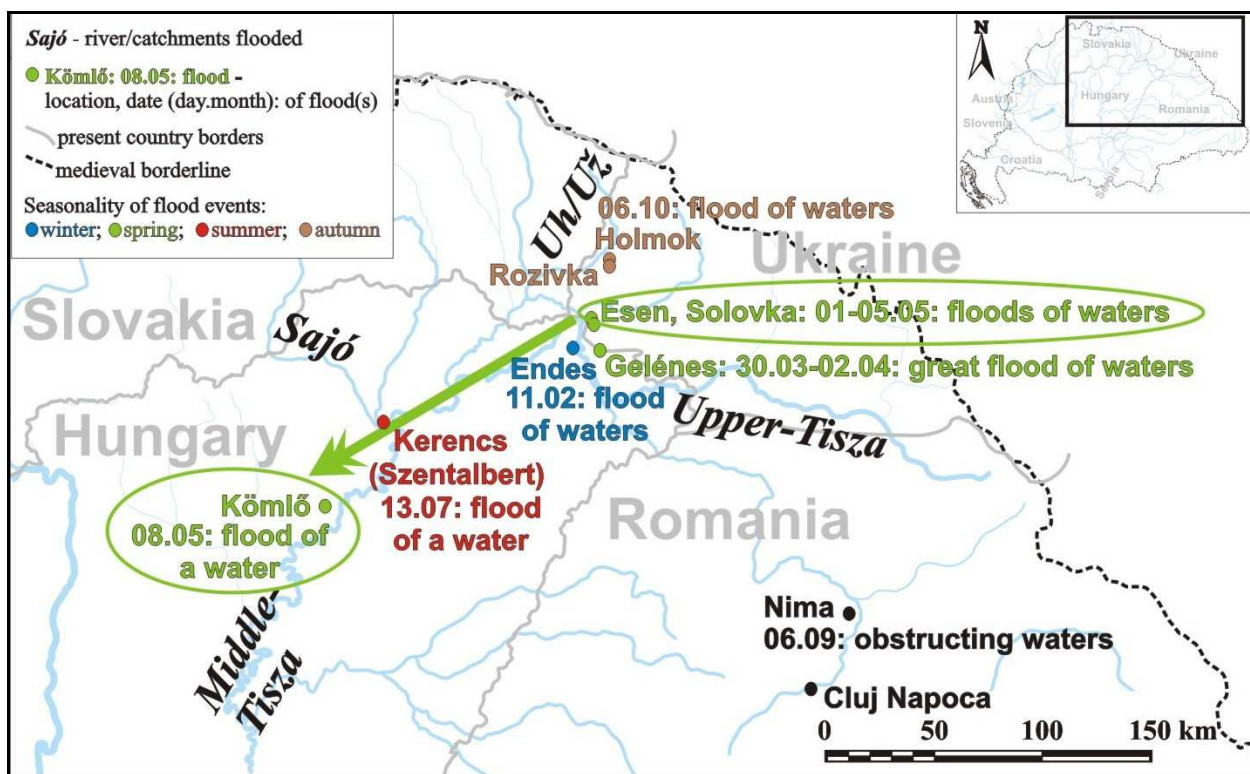 Sajó - river/catchments flooded
Kömlő: 08.05: flood -
location, date (day.month): of flood(s)
present country borders
medieval borderline
Seasonality of flood events:
winter; spring; summer; autumn
N
Slovakia
Ukraine
Austria
Hungary
Slovenia
Romania
Croatia
Serbia
Uh/Už
06.10: flood of waters
Holmok
Rozivka
Ukraine
Slovakia
Sajó
Esen, Solovka: 01-05.05: floods of waters
Gelénes: 30.03-02.04: great flood of waters
Endes
11.02: flood
of waters
Upper-Tisza
Hungary
Kerencs
(Szentalbert)
13.07: flood
of a water
Kömlő
08.05: flood of
a water
Romania
Middle-
Tisza
Nima
06.09: obstructing waters
Cluj Napoca
0 50 100 150 km